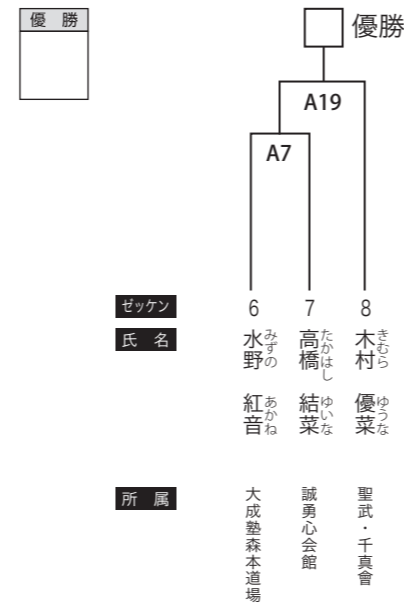 優 勝
優勝
A19
A7
ゼッケン
6 7 8
氏 名
水野 紅音
みずの あかね
高橋 結菜
たかはし ゆいな
木村 優菜
きむら ゆうな
所 属
大成塾森本道場
誠勇心会館
聖武・千真會